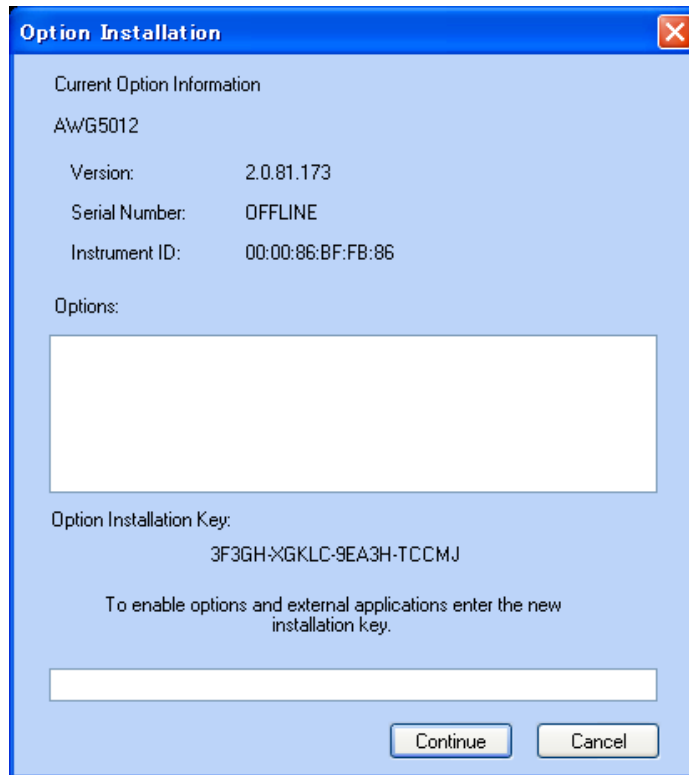 Option Installation
Current Option Information
AWG5012
Version: 2.0.81.173
Serial Number: OFFLINE
Instrument ID: 00:00:86:BF:FB:86
Options:
Option Installation Key:
3F3GH-XGKLC-9EA3H-TCCMJ
To enable options and external applications enter the new
installation key.
Continue Cancel